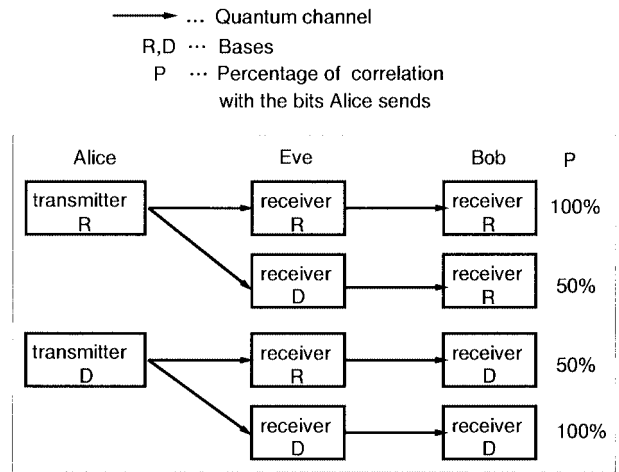 ... Quantum channel
R,D ... Bases
P ... Percentage of correlation
with the bits Alice sends
Alice Eve Bob P
transmitter receiver receiver 100%
R R R
receiver receiver 50%
D R
transmitter receiver receiver 50%
D R D
receiver receiver 100%
D D